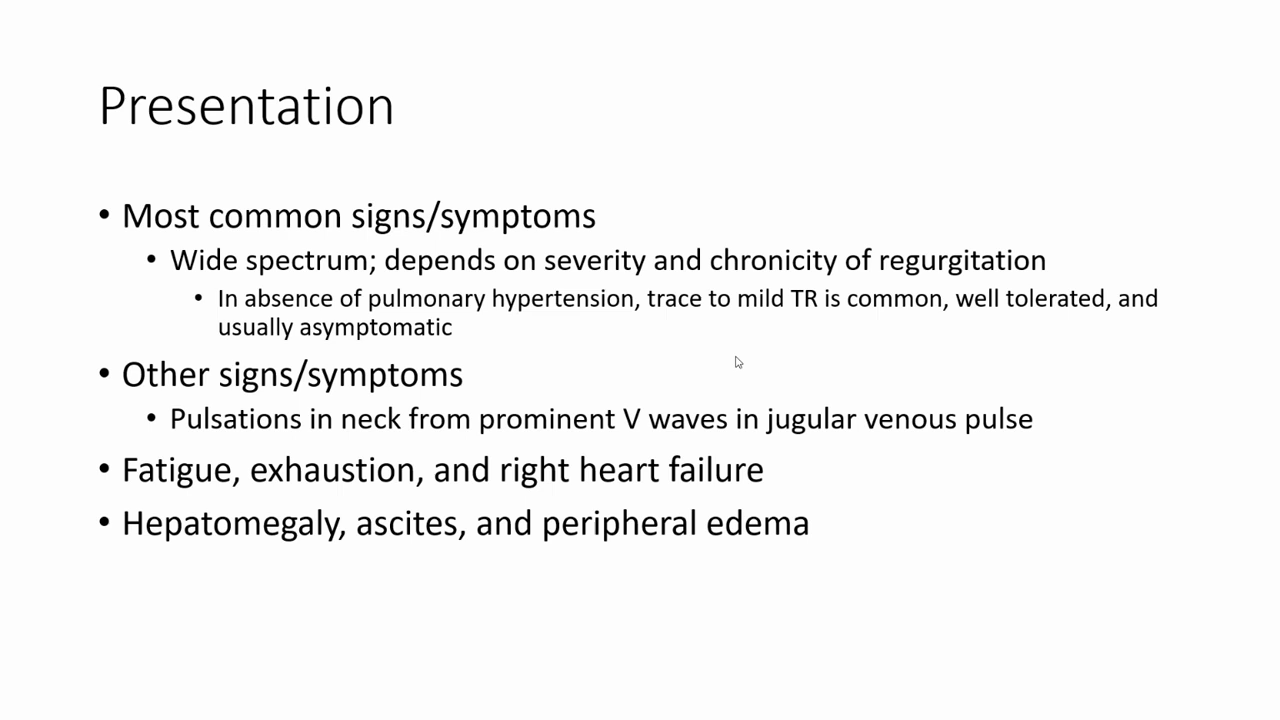 Presentation
• Most common signs/symptoms
• Wide spectrum; depends on severity and chronicity of regurgitation
• In absence of pulmonary hypertension, trace to mild TR is common, well tolerated, and
usually asymptomatic
• Other signs/symptoms
• Pulsations in neck from prominent V waves in jugular venous pulse
• Fatigue, exhaustion, and right heart failure
• Hepatomegaly, ascites, and peripheral edema